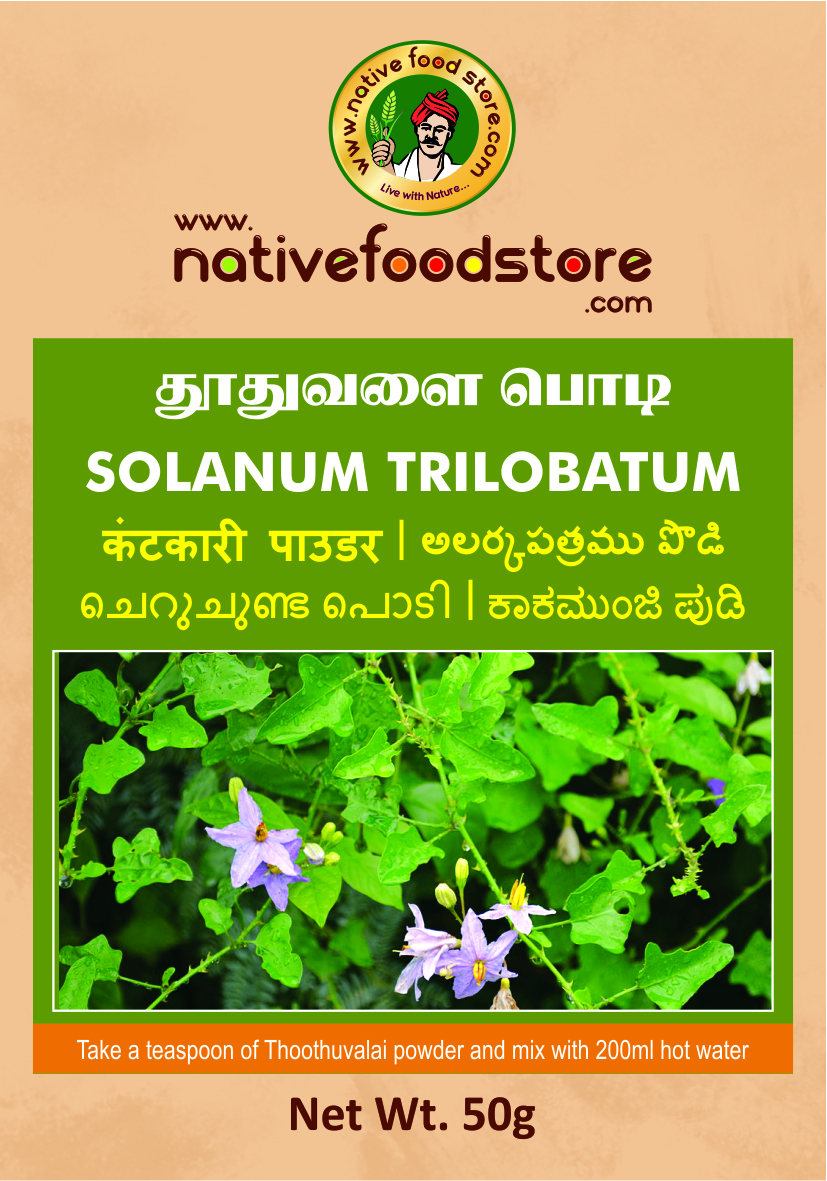 www.native food store.com
Live with Nature...
www.
nativefoodstore
.com
தூதுவளை பொடி
SOLANUM TRILOBATUM
कंटकारी पाउडर | అలర్కపత్రము పొడి
ചെറുചുണ്ട പൊടി | ಕಾಕಮುಂಜಿ ಪುಡಿ
Take a teaspoon of Thoothuvalai powder and mix with 200ml hot water
Net Wt. 50g